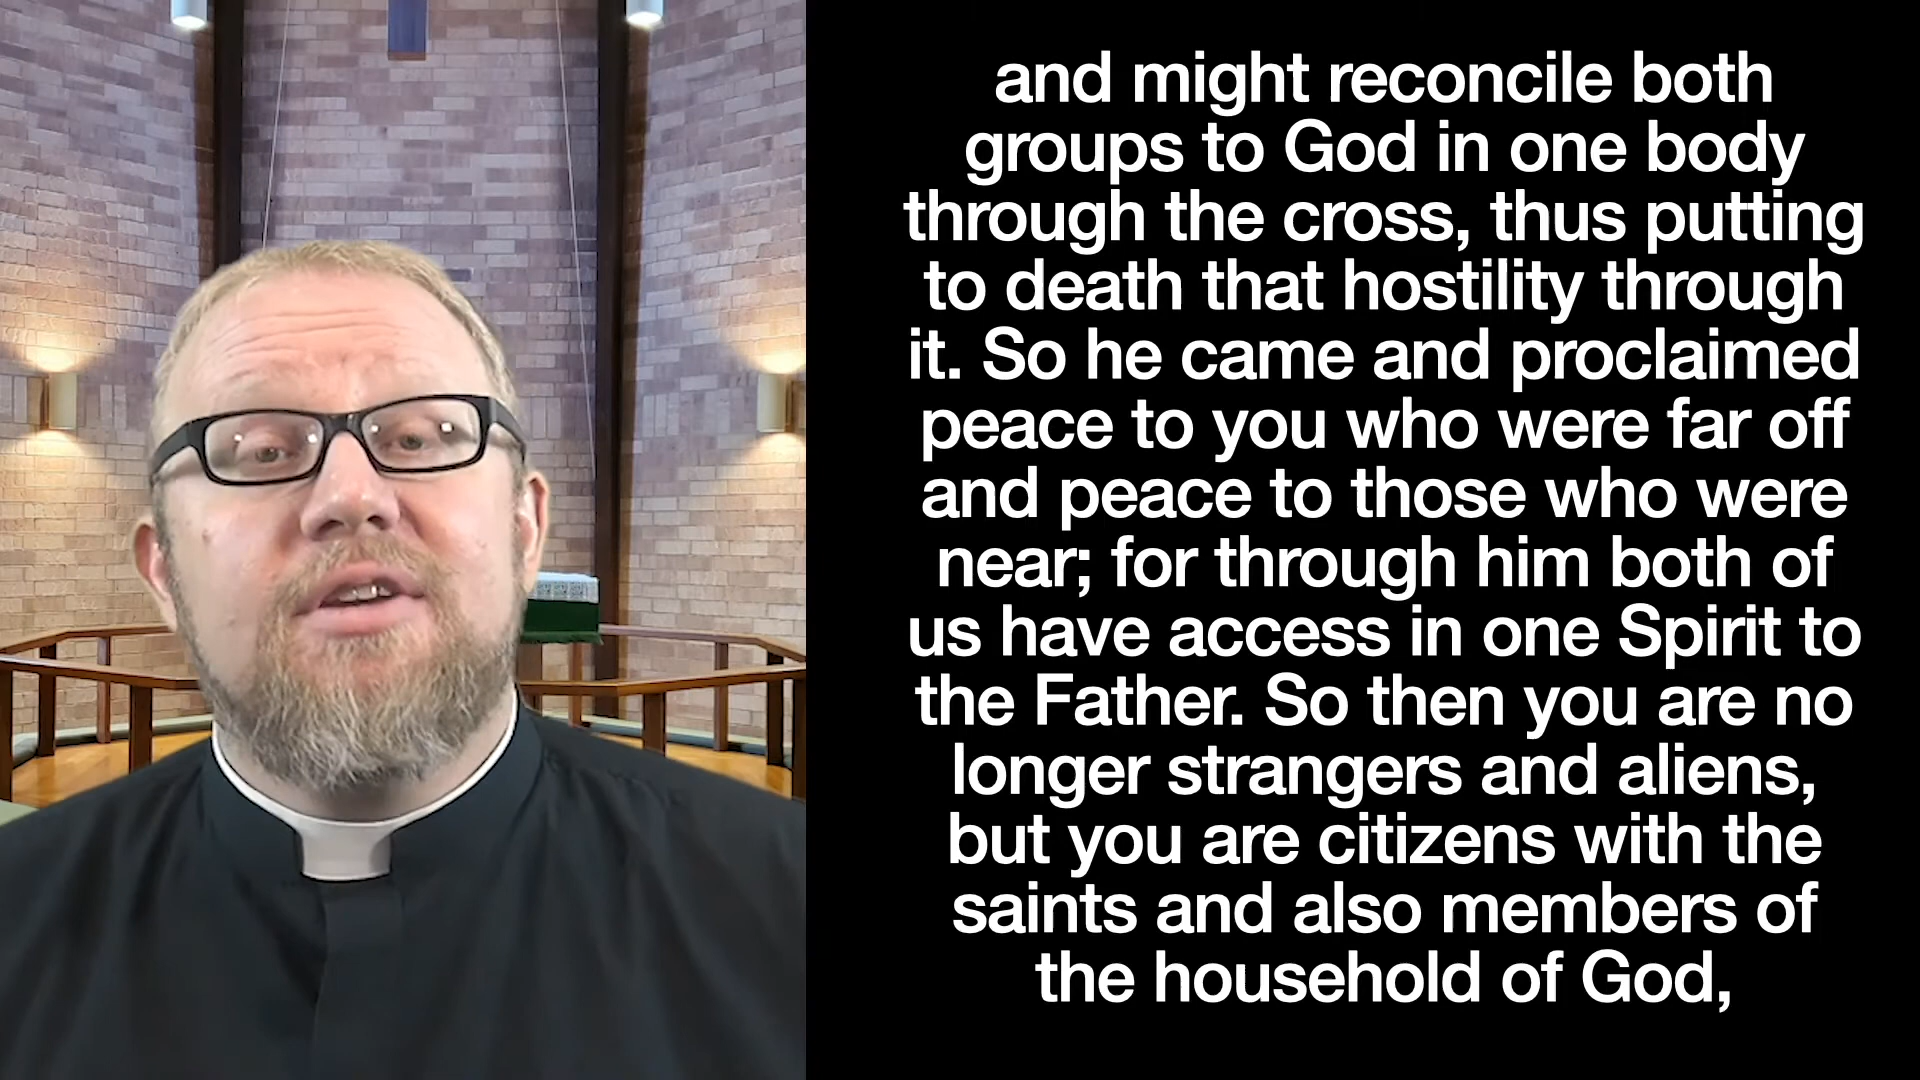 and might reconcile both
groups to God in one body
through the cross, thus putting
to death that hostility through
it. So he came and proclaimed
peace to you who were far off
and peace to those who were
near; for through him both of
us have access in one Spirit to
the Father. So then you are no
longer strangers and aliens,
but you are citizens with the
saints and also members of
the household of God,